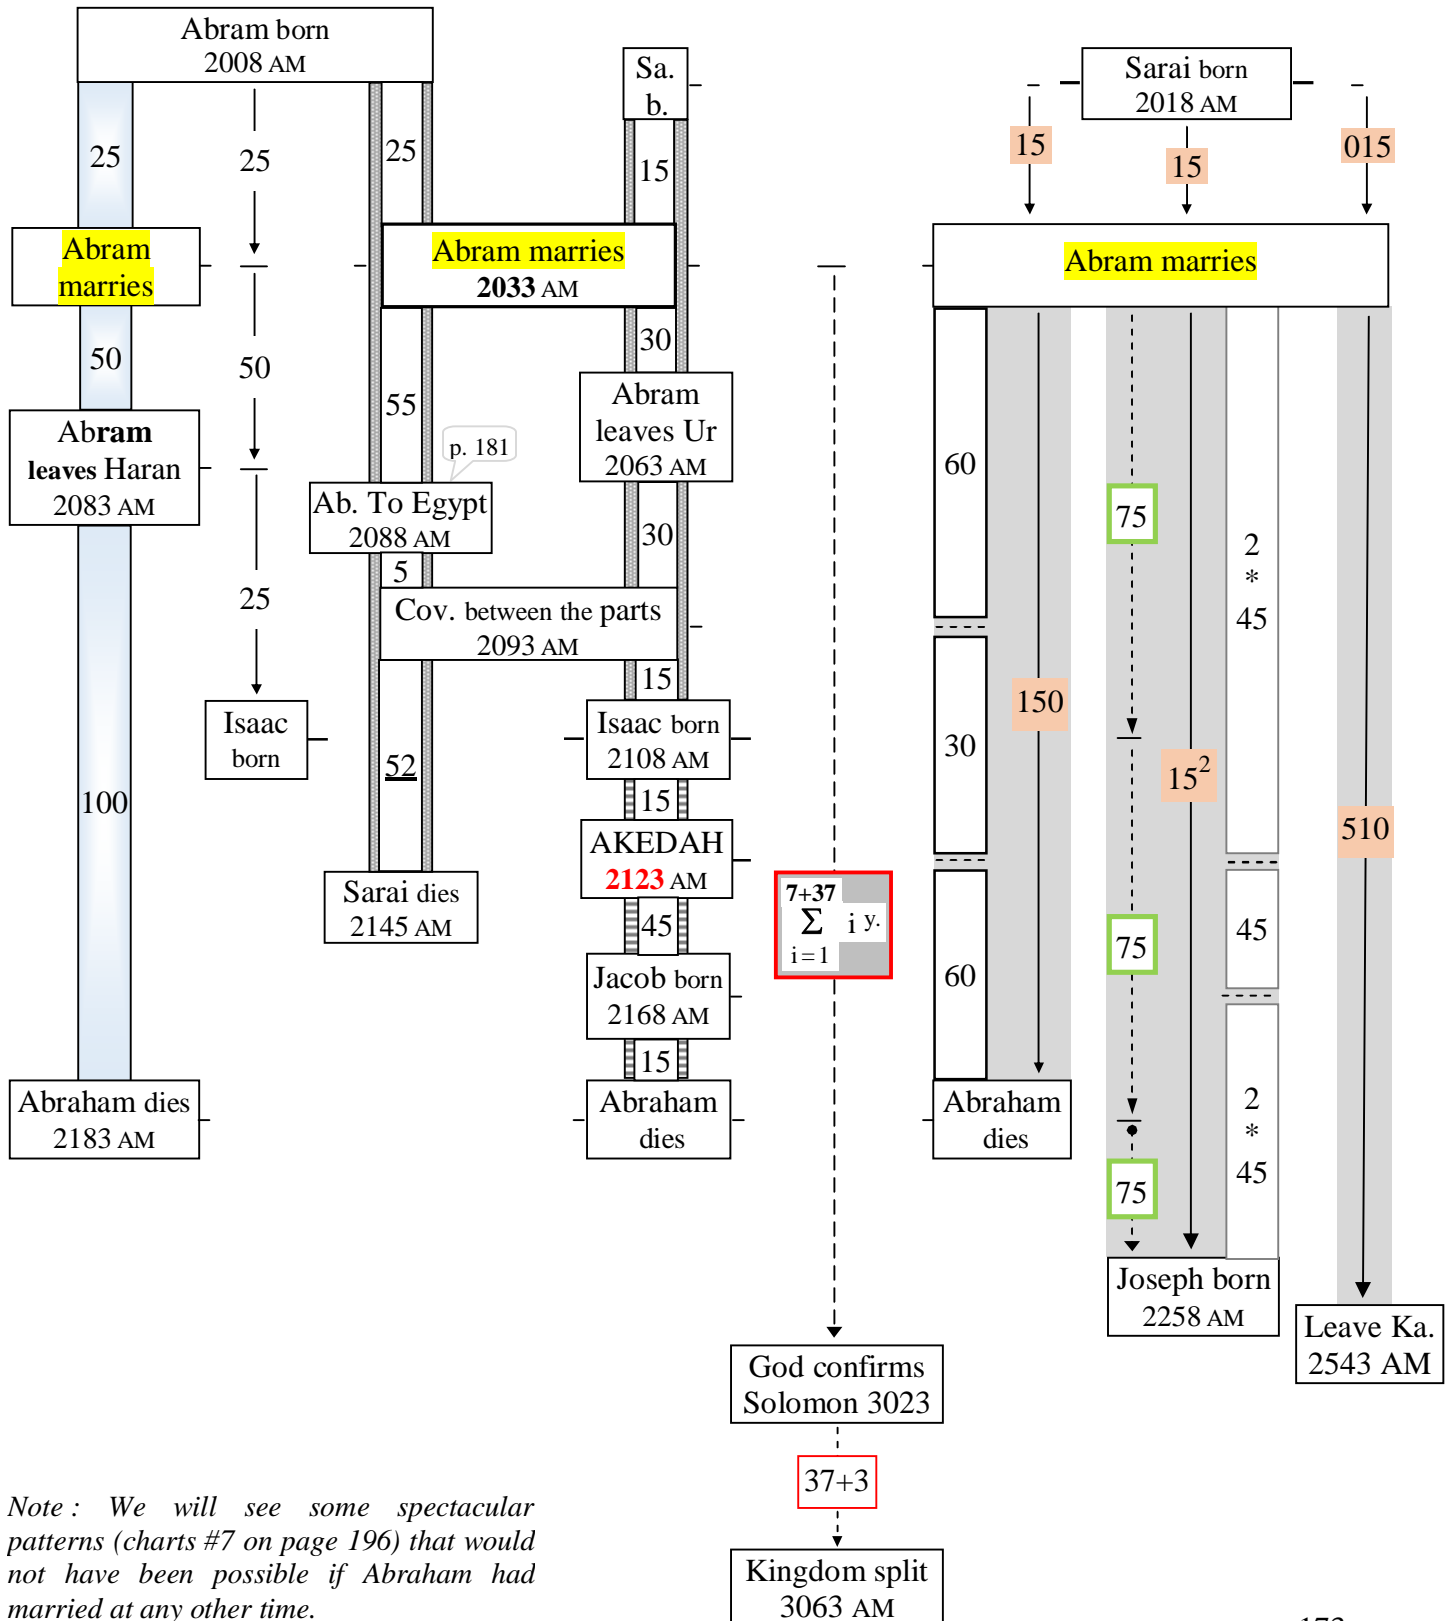 Abram born
2008 AM
Sa.
b.
Sarai born
2018 AM
25
25
25
15
15
15
015
Abram
marries
Abram marries
2033 AM
Abram marries
50
50
55
30
Abram
leaves Ur
2063 AM
Abram
leaves Haran
2083 AM
p. 181
Ab. To Egypt
2088 AM
30
5
Cov. between the parts
2093 AM
25
15
Isaac
born
Isaac born
2108 AM
52
100
15
AKEDAH
2123 AM
Sarai dies
2145 AM
45
Jacob born
2168 AM
15
Abraham dies
2183 AM
Abraham
dies
7+37
Σ i y.
i=1
60
30
60
150
Abraham
dies
75
75
75
15²
2
*
45
45
2
*
45
510
Joseph born
2258 AM
Leave Ka.
2543 AM
God confirms
Solomon 3023
37+3
Kingdom split
3063 AM
Note : We will see some spectacular
patterns (charts #7 on page 196) that would
not have been possible if Abraham had
married at any other time.